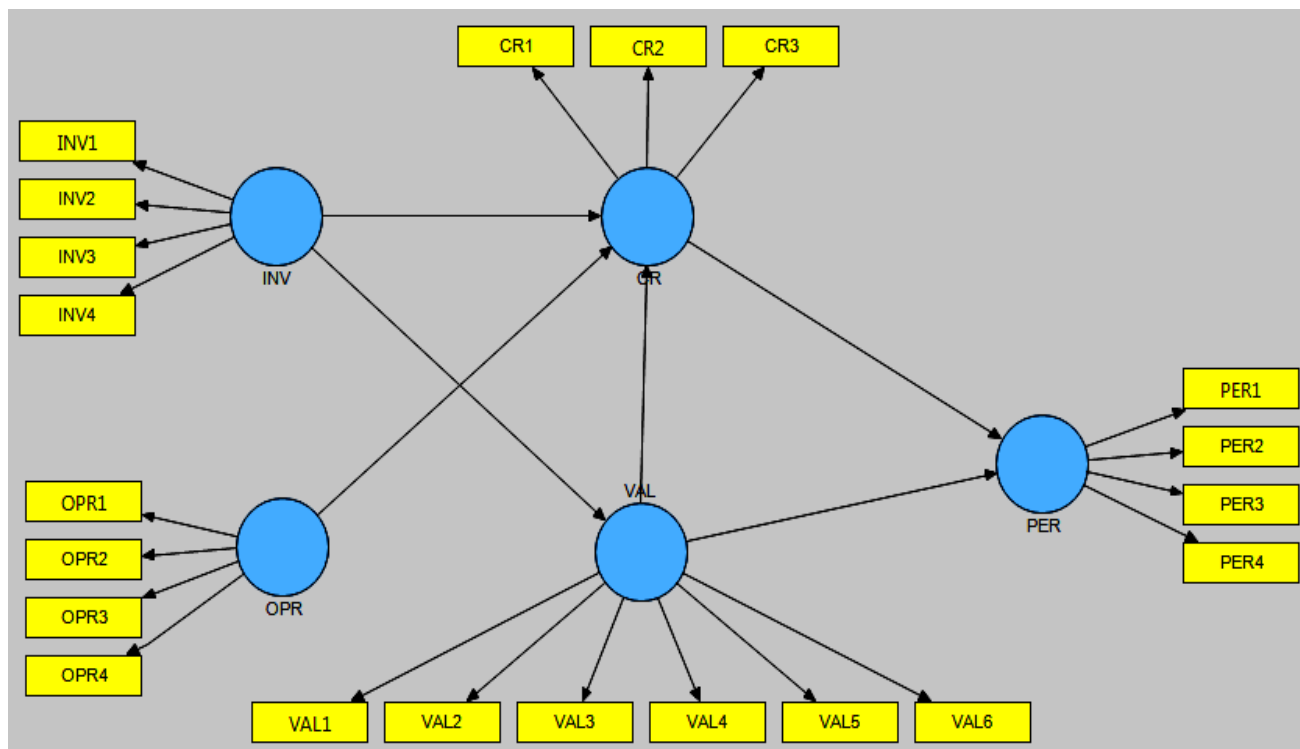 CR1
CR2
CR3
INV1
INV2
INV3
INV4
INV
CR
OPR1
OPR2
OPR3
OPR4
OPR
VAL
VAL1
VAL2
VAL3
VAL4
VAL5
VAL6
PER
PER1
PER2
PER3
PER4